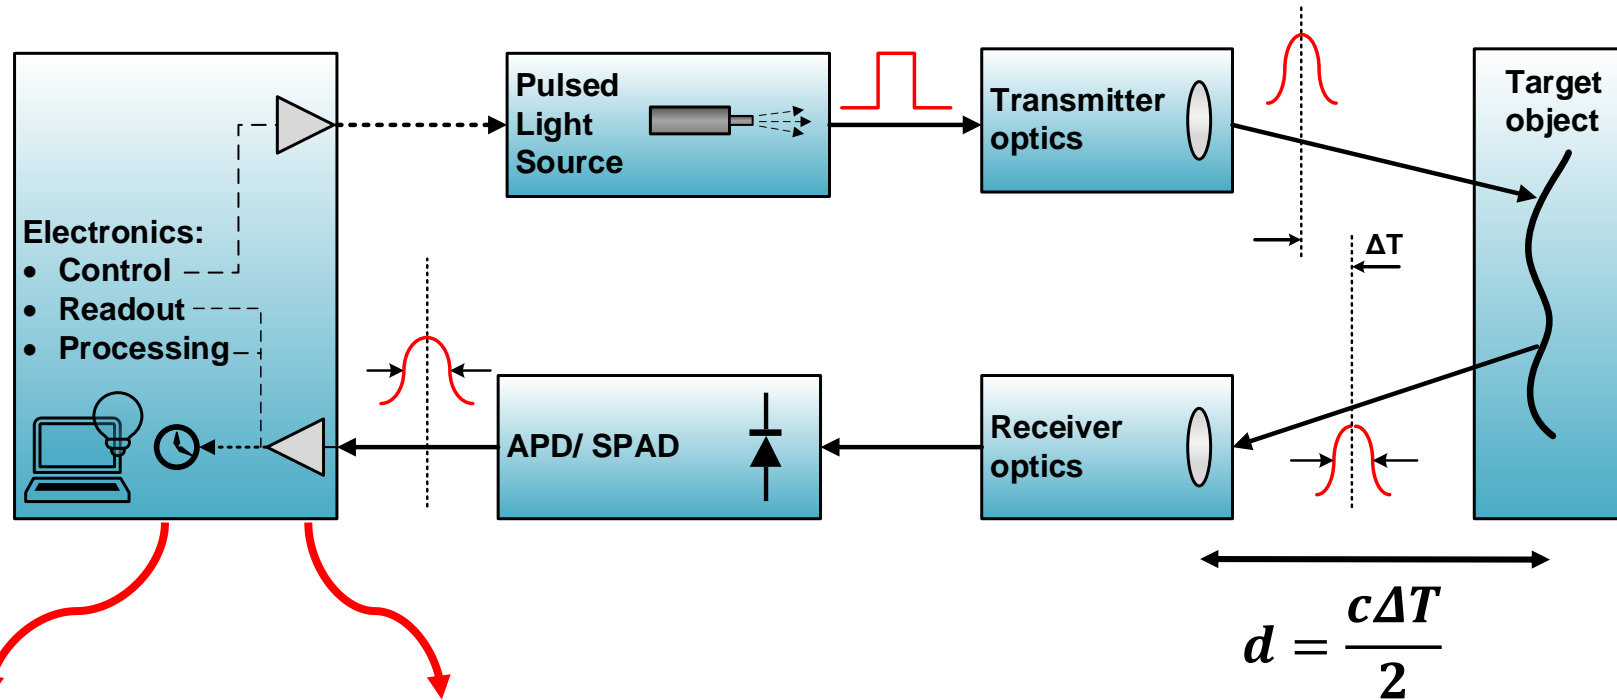 Pulsed
Light
Source
Transmitter
optics
Target
object
Electronics:
• Control
• Readout
• Processing
ΔT
APD/ SPAD
Receiver
optics
d = cΔT/2